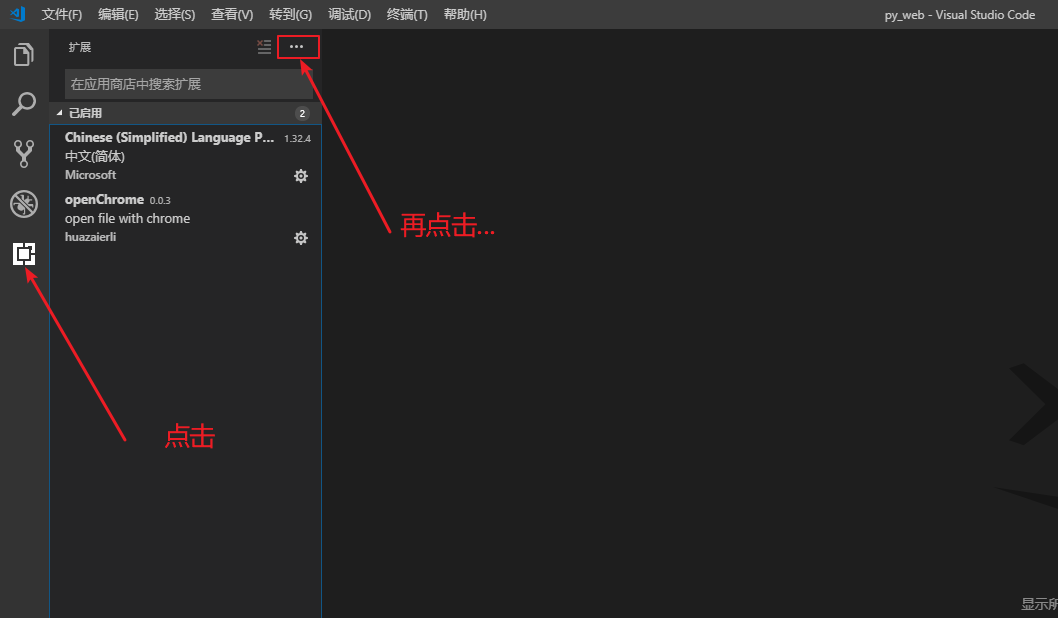 文件(F) 编辑(E) 选择(S) 查看(V) 转到(G) 调试(D) 终端(T) 帮助(H) py_web - Visual Studio Code
扩展
在应用商店中搜索扩展
已启用 2
Chinese (Simplified) Language P... 1.32.4
中文(简体)
Microsoft
openChrome 0.0.3
open file with chrome
huazaierli
再点击...
点击
显示所